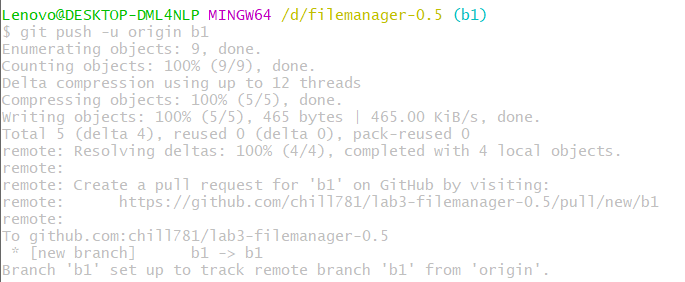 Lenovo@DESKTOP-DML4NLP MINGW64 /d/filemanager-0.5 (b1)
$ git push -u origin b1
Enumerating objects: 9, done.
Counting objects: 100% (9/9), done.
Delta compression using up to 12 threads
Compressing objects: 100% (5/5), done.
Writing objects: 100% (5/5), 465 bytes | 465.00 KiB/s, done.
Total 5 (delta 4), reused 0 (delta 0), pack-reused 0
remote: Resolving deltas: 100% (4/4), completed with 4 local objects.
remote:
remote: Create a pull request for 'b1' on GitHub by visiting:
remote:      https://github.com/chill781/lab3-filemanager-0.5/pull/new/b1
remote:
To github.com:chill781/lab3-filemanager-0.5
 * [new branch]      b1 -> b1
Branch 'b1' set up to track remote branch 'b1' from 'origin'.